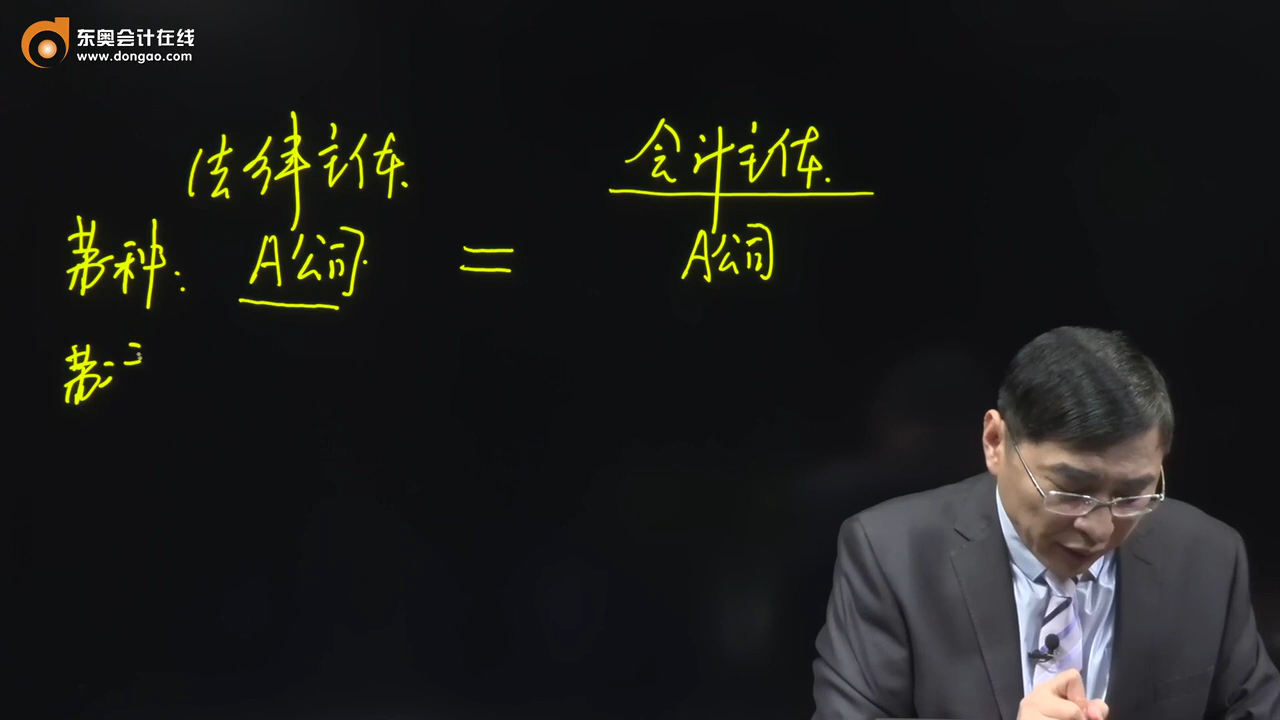 东奥会计在线
www.dongao.com
法律主体 会计主体
第一种: A公司 = A公司
第二